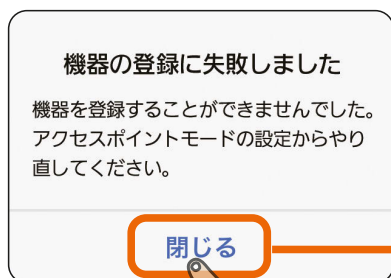 機器の登録に失敗しました
機器を登録することができませんでした。
アクセスポイントモードの設定からやり
直してください。
閉じる